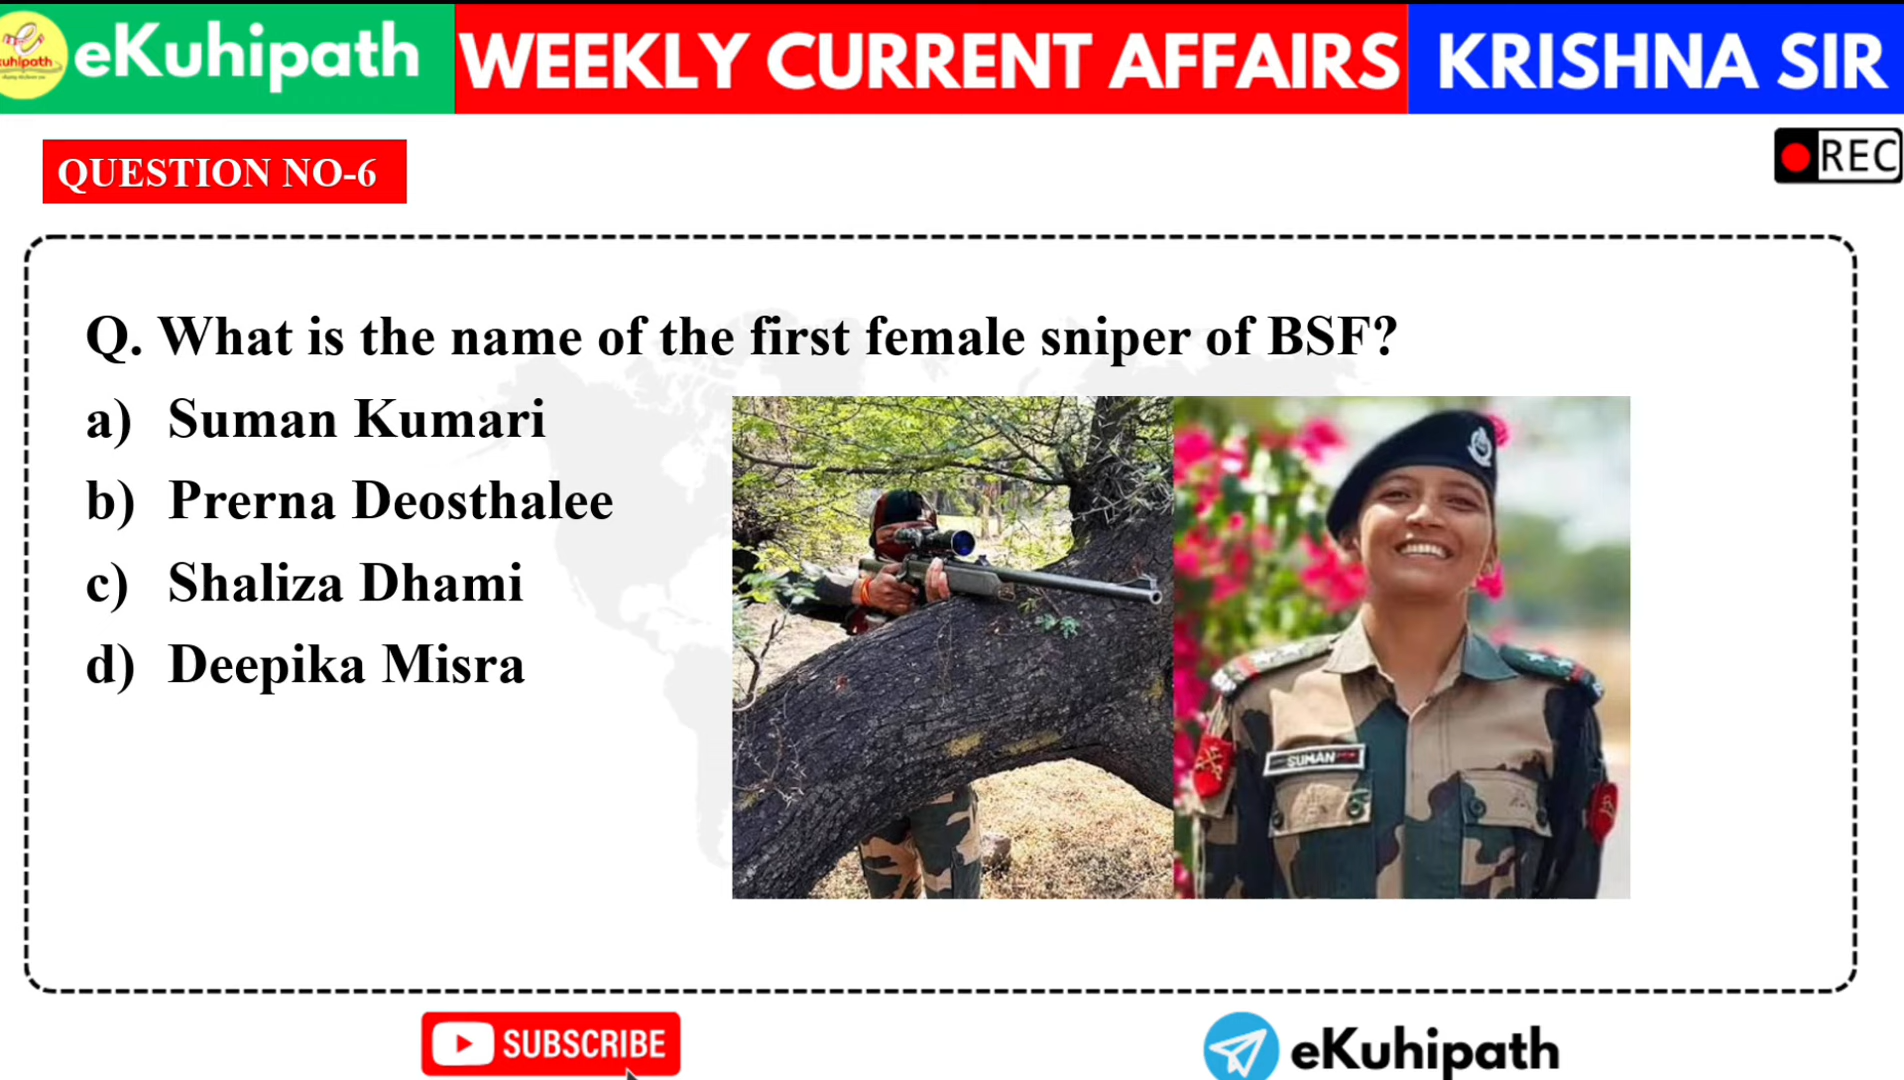 eKuhipath WEEKLY CURRENT AFFAIRS KRISHNA SIR
uhipath
QUESTION NO-6
REC
Q. What is the name of the first female sniper of BSF?
a) Suman Kumari
b) Prerna Deosthalee
c) Shaliza Dhami
d) Deepika Misra
SUMAN
SUBSCRIBE
eKuhipath